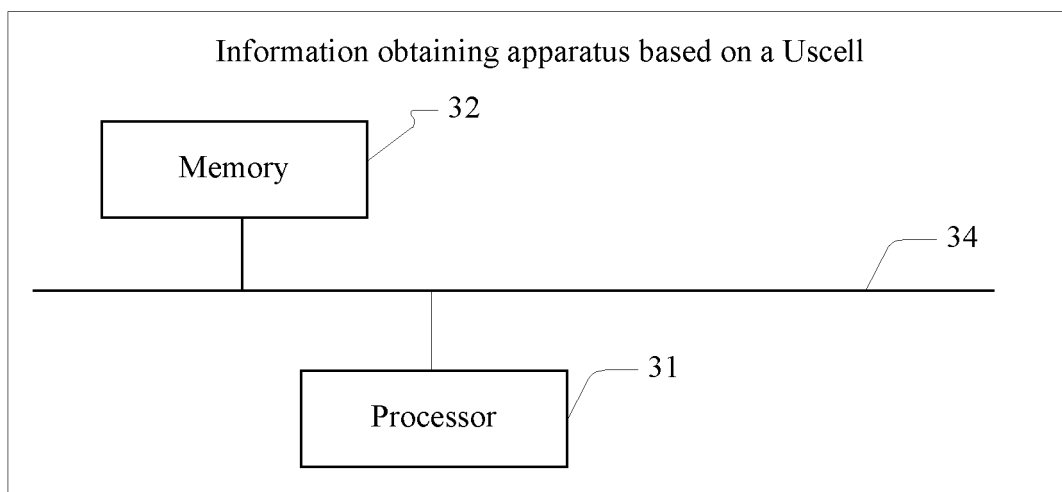 Information obtaining apparatus based on a Uscell
32
Memory
34
31
Processor